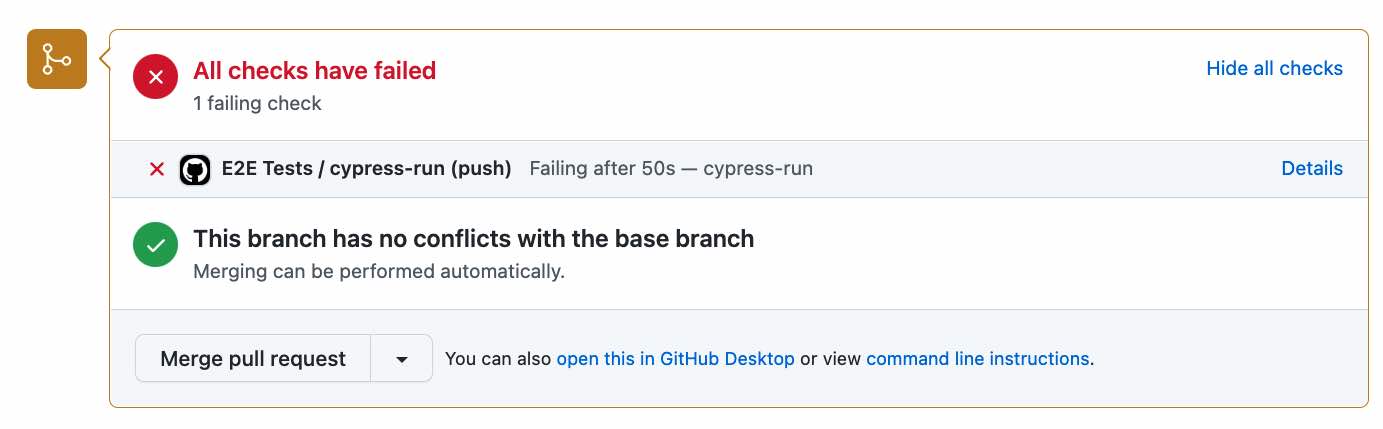 All checks have failed
Hide all checks
1 failing check
E2E Tests / cypress-run (push) Failing after 50s — cypress-run
Details
This branch has no conflicts with the base branch
Merging can be performed automatically.
Merge pull request
You can also open this in GitHub Desktop or view command line instructions.